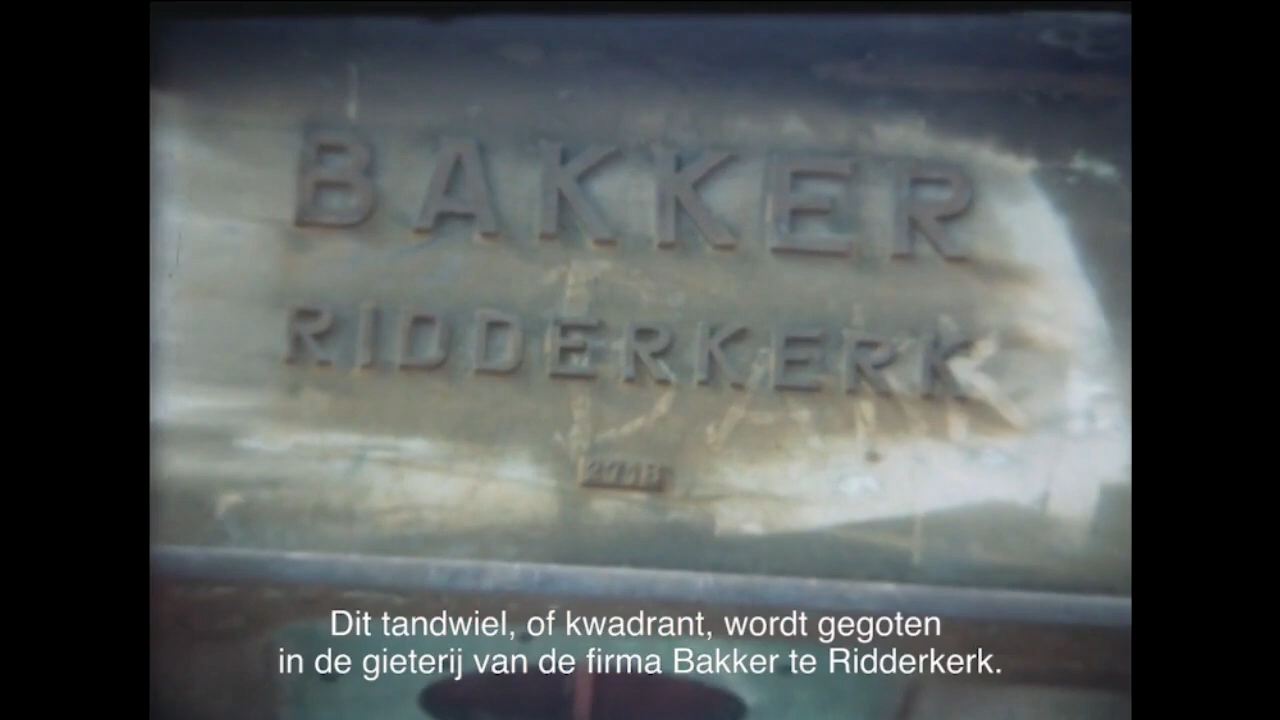 BAKKER
RIDDERKERK
Dit tandwiel, of kwadrant, wordt gegoten
in de gieterij van de firma Bakker te Ridderkerk.